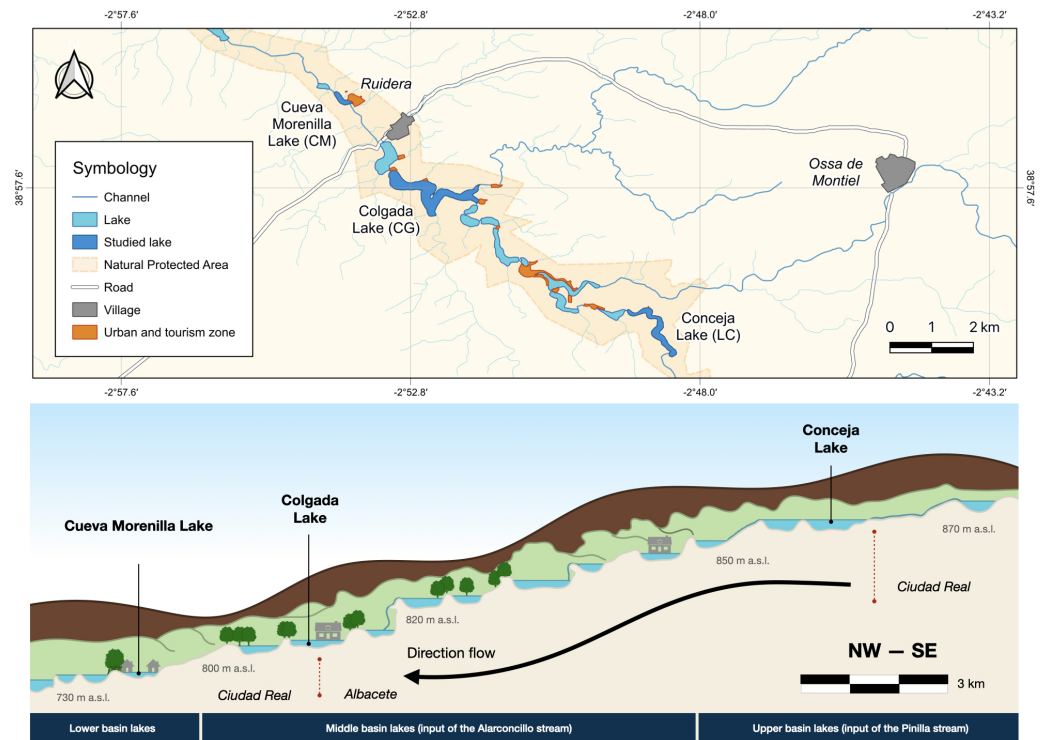 -2°57.6'
-2°52.8'
-2°48.0'
-2°43.2'
Ruidera
Cueva
Morenilla
Lake (CM)
Ossa de
Montiel
38°57.6'
38°57.6'
Symbology
Channel
Lake
Studied lake
Natural Protected Area
Road
Village
Urban and tourism zone
Colgada
Lake (CG)
Conceja
Lake (LC)
0 1 2 km
-2°57.6'
-2°52.8'
-2°48.0'
-2°43.2'
Conceja
Lake
Colgada
Lake
Cueva Morenilla Lake
870 m a.s.l.
850 m a.s.l.
Ciudad Real
820 m a.s.l.
Direction flow
NW – SE
800 m a.s.l.
3 km
730 m a.s.l.
Ciudad Real
Albacete
Lower basin lakes
Middle basin lakes (input of the Alarconcillo stream)
Upper basin lakes (input of the Pinilla stream)